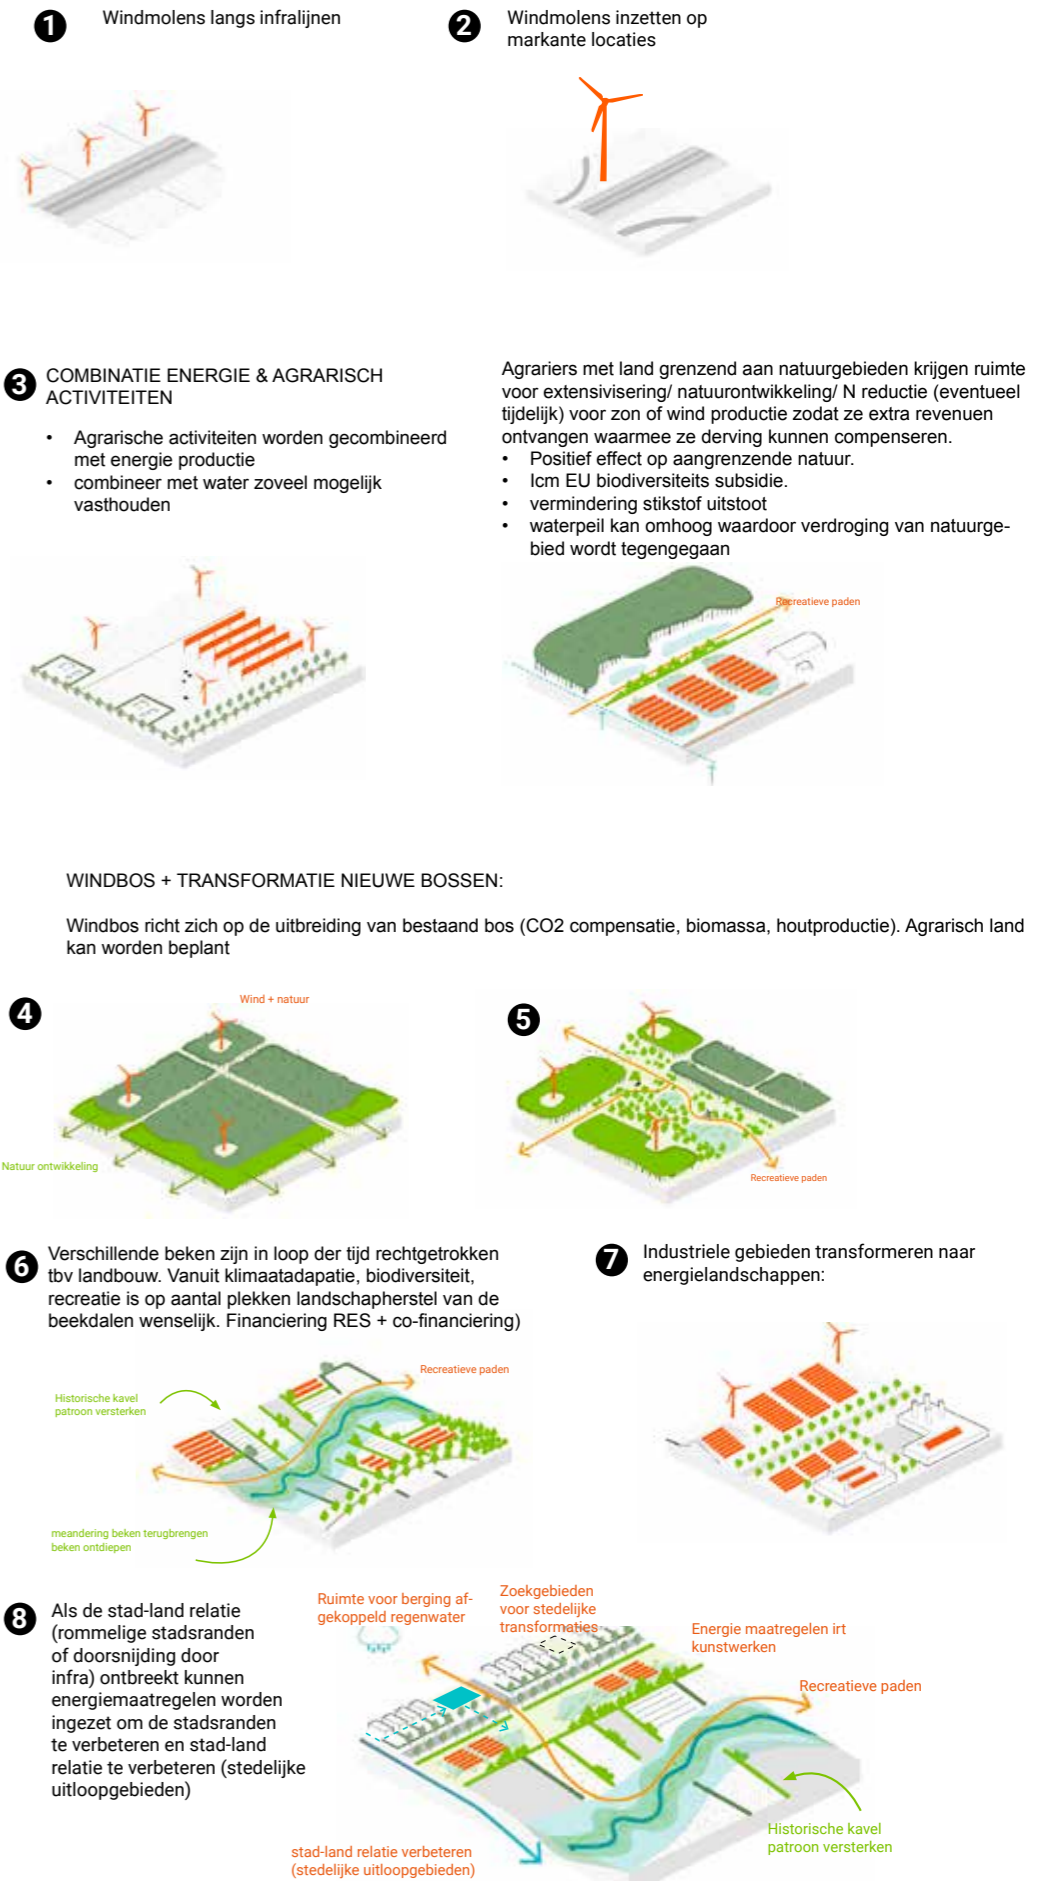 1
Windmolens langs infralijnen
2
Windmolens inzetten op
markante locaties
3
COMBINATIE ENERGIE & AGRARISCH
ACTIVITEITEN
• Agrarische activiteiten worden gecombineerd
met energie productie
• combineer met water zoveel mogelijk
vasthouden
Agrariers met land grenzend aan natuurgebieden krijgen ruimte
voor extensivisering/ natuurontwikkeling/ N reductie (eventueel
tijdelijk) voor zon of wind productie zodat ze extra revenuen
ontvangen waarmee ze derving kunnen compenseren.
• Positief effect op aangrenzende natuur.
• Icm EU biodiversiteits subsidie.
• vermindering stikstof uitstoot
• waterpeil kan omhoog waardoor verdroging van natuurge-
bied wordt tegengegaan
Recreatieve paden
WINDBOS + TRANSFORMATIE NIEUWE BOSSEN:
Windbos richt zich op de uitbreiding van bestaand bos (CO2 compensatie, biomassa, houtproductie). Agrarisch land
kan worden beplant
4
Wind + natuur
Natuur ontwikkeling
5
Recreatieve paden
6
Verschillende beken zijn in loop der tijd rechtgetrokken
tbv landbouw. Vanuit klimaatadapatie, biodiversiteit,
recreatie is op aantal plekken landschapherstel van de
beekdalen wenselijk. Financiering RES + co-financiering)
Recreatieve paden
Historische kavel
patroon versterken
meandering beken terugbrengen
beken ontdiepen
7
Industriele gebieden transformeren naar
energielandschappen:
8
Als de stad-land relatie
(rommelige stadsranden
of doorsnijding door
infra) ontbreekt kunnen
energiemaatregelen worden
ingezet om de stadsranden
te verbeteren en stad-land
relatie te verbeteren (stedelijke
uitloopgebieden)
Ruimte voor berging af-
gekoppeld regenwater
Zoekgebieden
voor stedelijke
transformaties
Energie maatregelen irt
kunstwerken
Recreatieve paden
Historische kavel
patroon versterken
stad-land relatie verbeteren
(stedelijke uitloopgebieden)